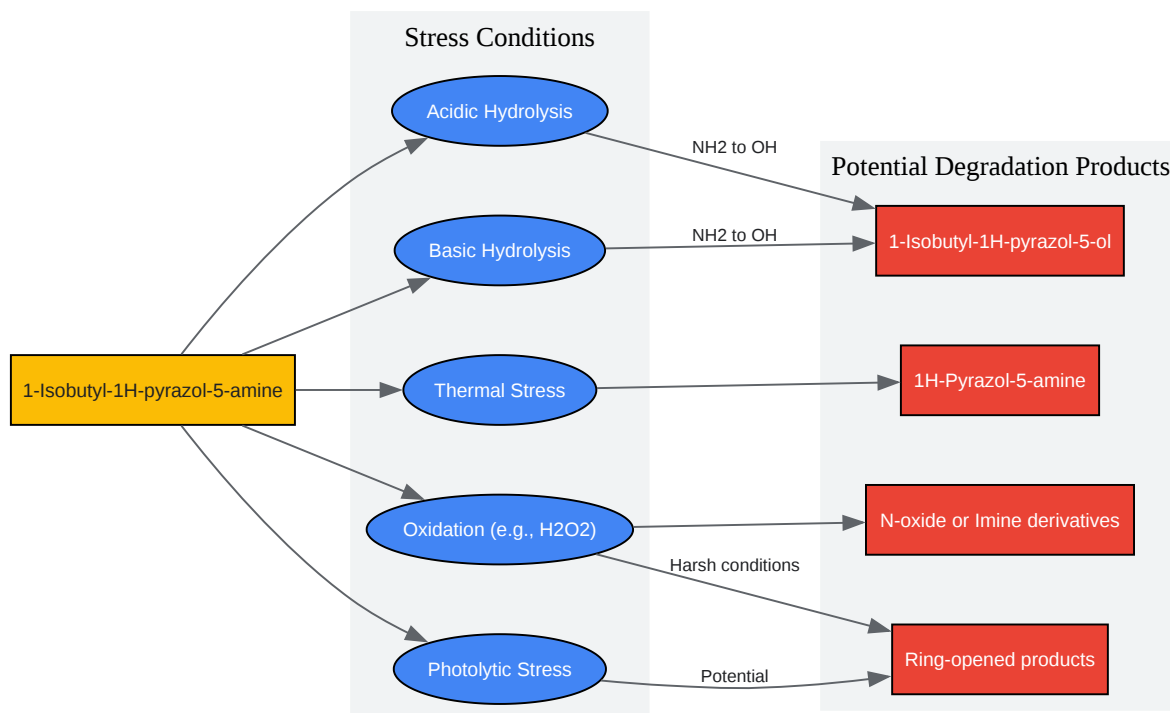 Stress Conditions
Acidic Hydrolysis
NH2 to OH
Potential Degradation Products
Basic Hydrolysis
NH2 to OH
1-Isobutyl-1H-pyrazol-5-ol
1-Isobutyl-1H-pyrazol-5-amine
Thermal Stress
1H-Pyrazol-5-amine
Oxidation (e.g., H2O2)
N-oxide or Imine derivatives
Harsh conditions
Photolytic Stress
Potential
Ring-opened products